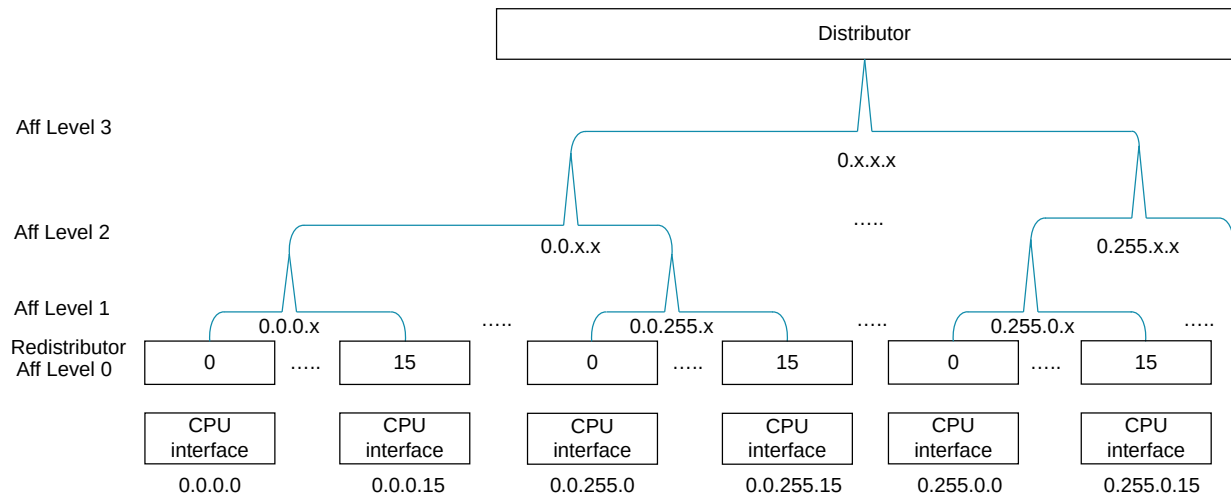 Distributor
Aff Level 3
0.x.x.x
Aff Level 2
.....
0.0.x.x
0.255.x.x
Aff Level 1
0.0.0.x
.....
0.0.255.x
.....
0.255.0.x
.....
Redistributor
Aff Level 0
0
.....
15
0
.....
15
0
.....
15
CPU
interface
CPU
interface
CPU
interface
CPU
interface
CPU
interface
CPU
interface
0.0.0.0
0.0.0.15
0.0.255.0
0.0.255.15
0.255.0.0
0.255.0.15